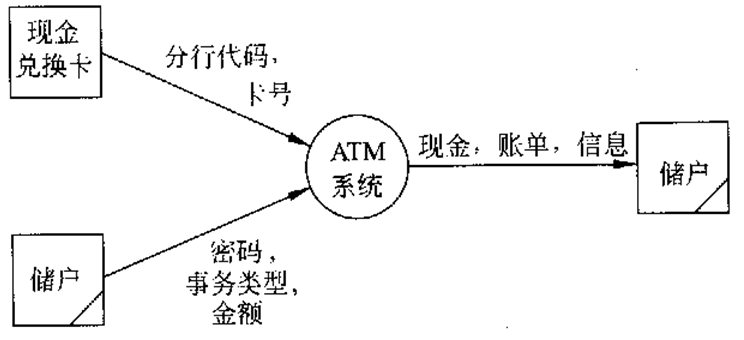 现金
兑换卡
分行代码,
卡号
ATM
系统
现金, 账单, 信息
储户
储户
密码,
事务类型,
金额